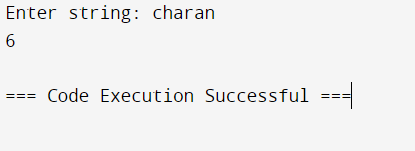 Enter string: charan
6
=== Code Execution Successful ===